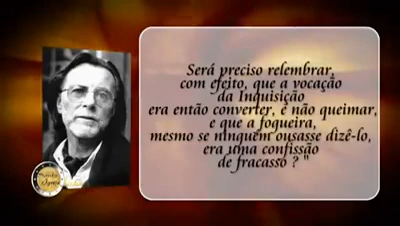 Será preciso relembrar,
com efeito, que a vocação
da Inquisição
era então converter, e não queimar,
e que a fogueira,
mesmo se ninguém ousasse dizê-lo,
era uma confissão
de fracasso ? "